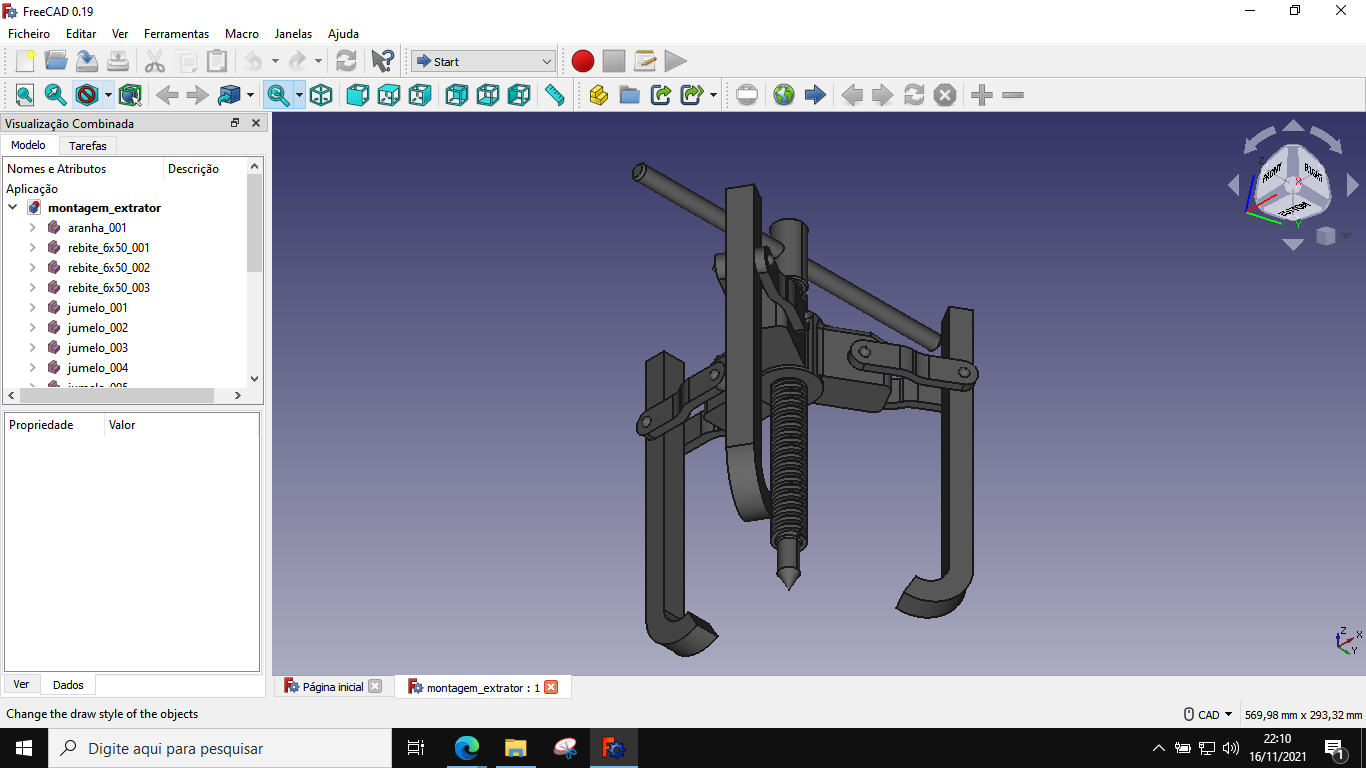 FreeCAD 0.19
Ficheiro Editar Ver Ferramentas Macro Janelas Ajuda
Start
Visualização Combinada
Modelo Tarefas
Nomes e Atributos Descrição
Aplicação
montagem_extrator
aranha_001
rebite_6x50_001
rebite_6x50_002
rebite_6x50_003
jumelo_001
jumelo_002
jumelo_003
jumelo_004
jumelo_005
Propriedade Valor
Ver Dados
FRONT RIGHT
BOTTOM
Z X Y
Z X Y
Página inicial montagem_extrator : 1
Change the draw style of the objects CAD 569,98 mm x 293,32 mm
Digite aqui para pesquisar
22:10
16/11/2021
1